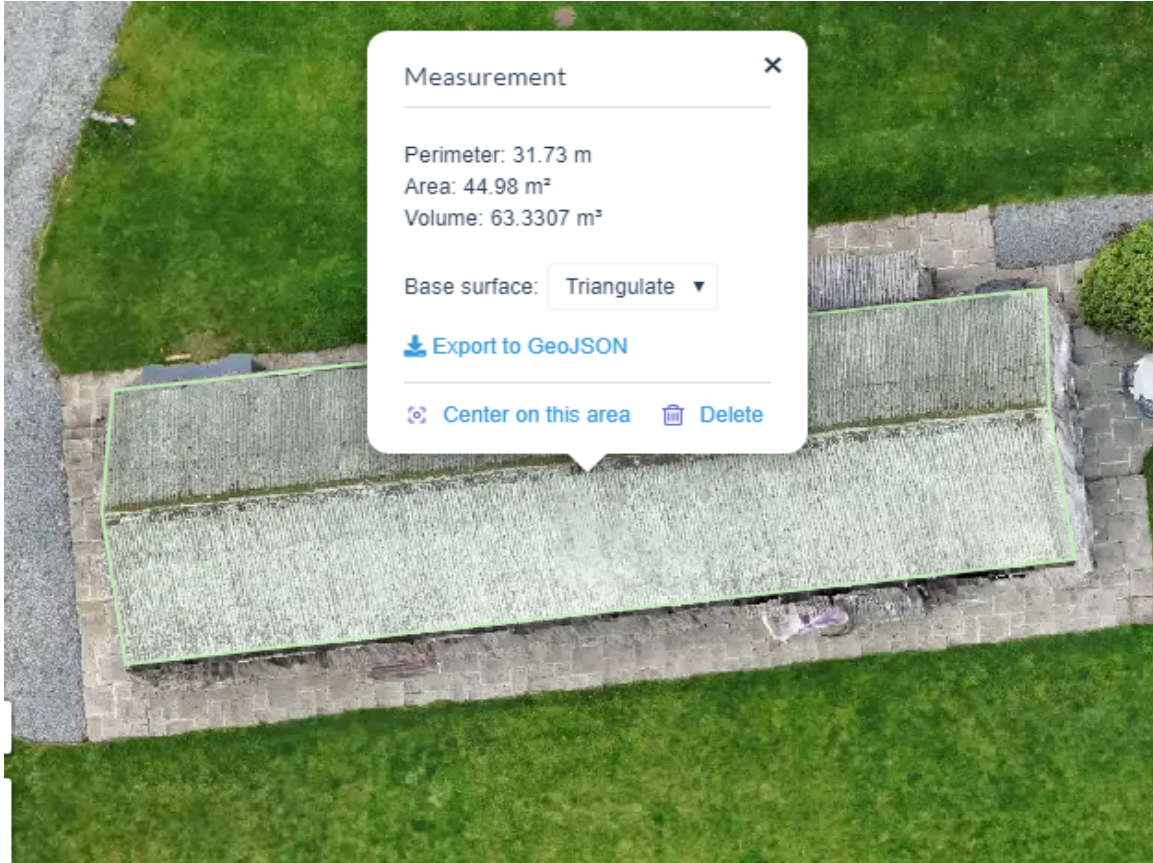 Measurement
Perimeter: 31.73 m
Area: 44.98 m²
Volume: 63.3307 m³
Base surface: Triangulate
Export to GeoJSON
Center on this area Delete